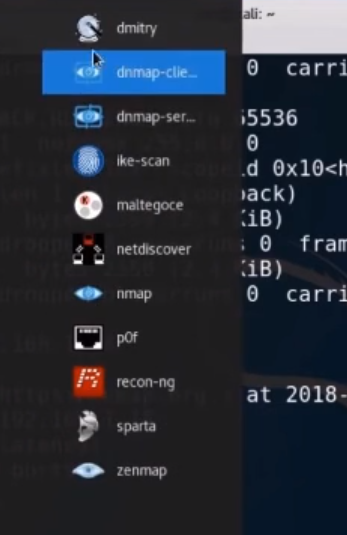 ali: ~
dmitry
dnmap-clie...
0 carri
dnmap-ser...
65536
0
ike-scan
d 0x10<h
maltegoce
back)
KiB)
netdiscover
s 0 fram
KiB)
nmap
0 carri
p0f
recon-ng
at 2018-
sparta
zenmap